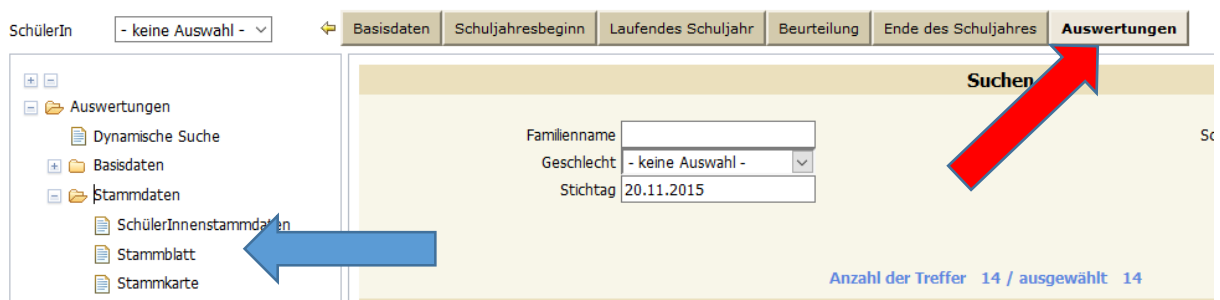 SchülerIn - keine Auswahl - Basisdaten Schuljahresbeginn Laufendes Schuljahr Beurteilung Ende des Schuljahres Auswertungen
Suchen
Auswertungen
Dynamische Suche
Basisdaten
Stammdaten
SchülerInnenstammdaten
Stammblatt
Stammkarte
Familienname
Geschlecht - keine Auswahl -
Stichtag 20.11.2015
Anzahl der Treffer 14 / ausgewählt 14